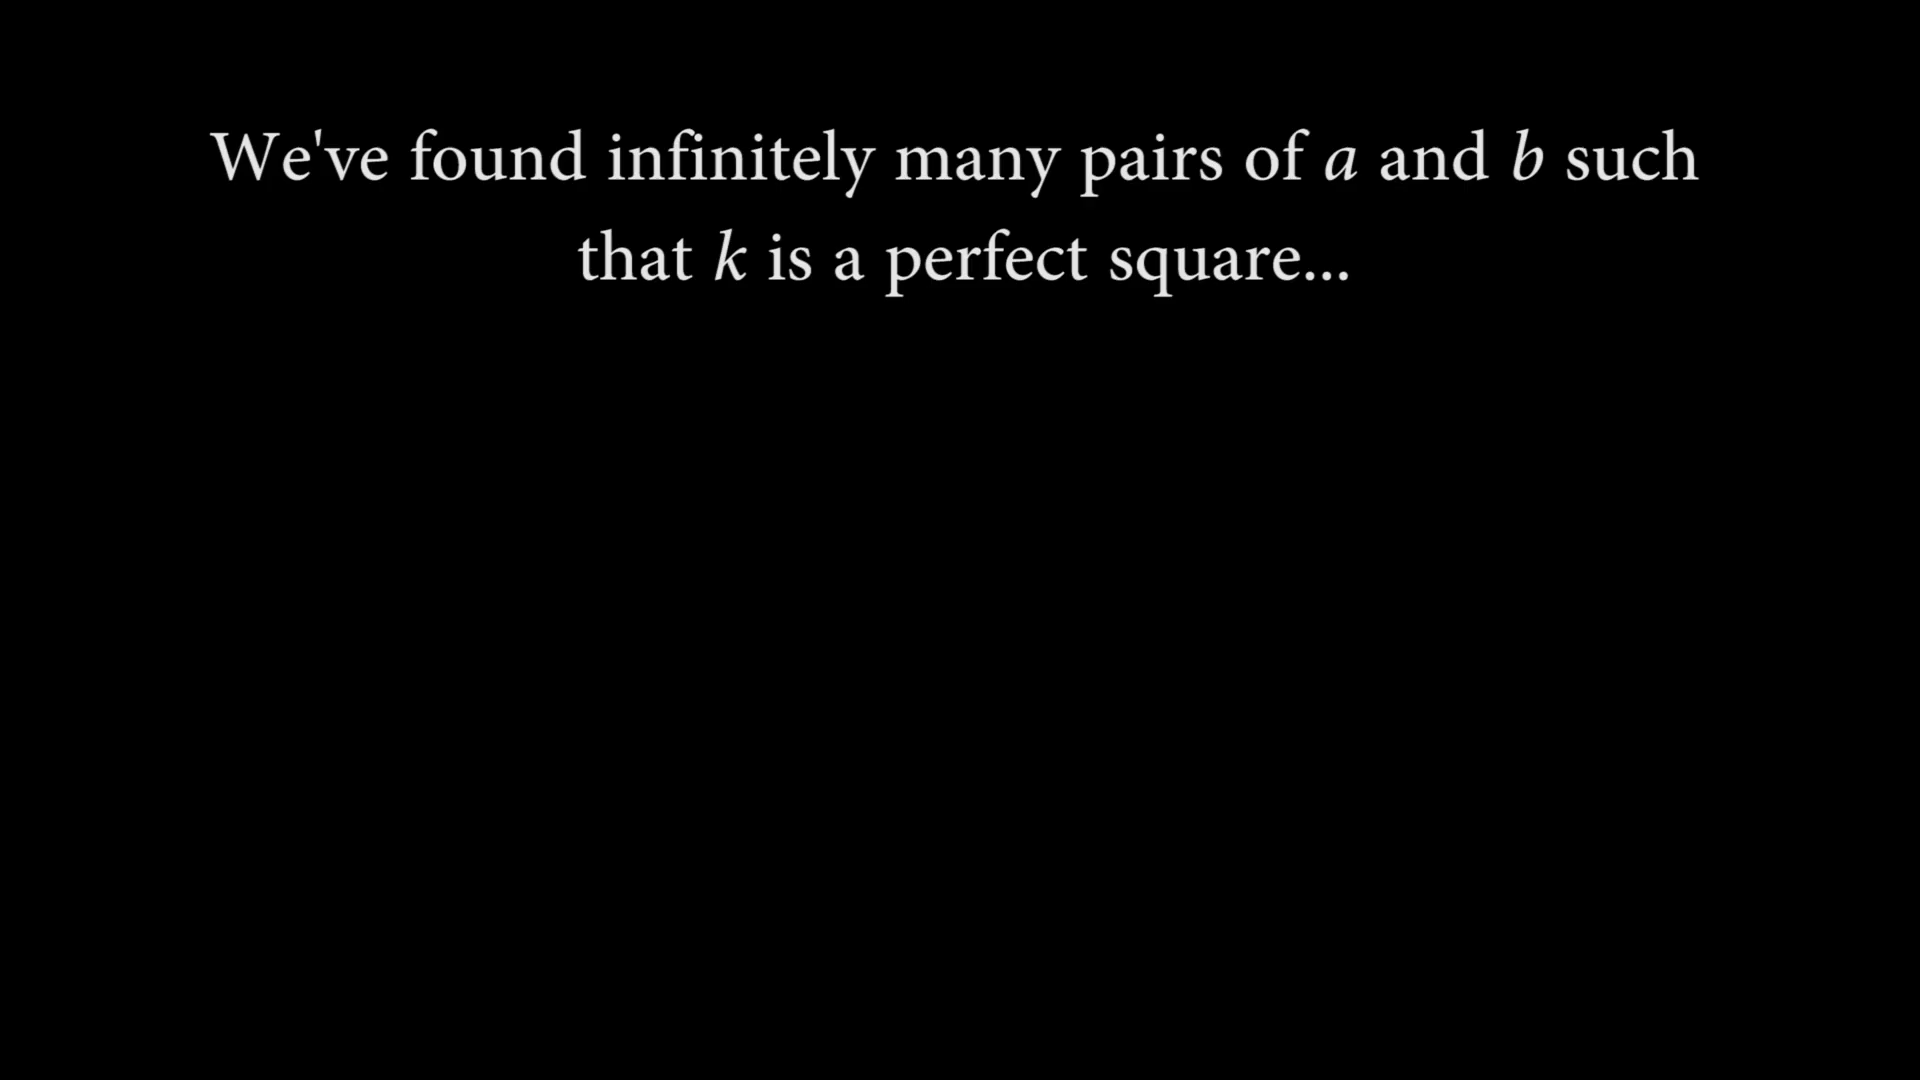 We've found infinitely many pairs of a and b such
that k is a perfect square...